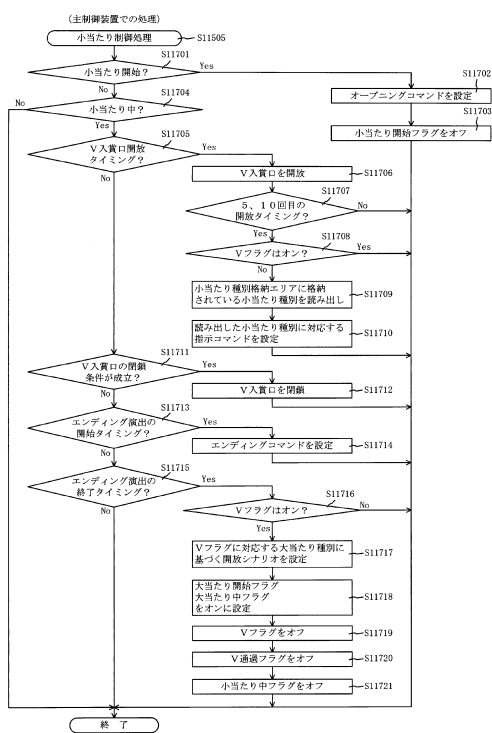 (主制御装置での処理)
小当たり制御処理
S11505
小当たり開始?
S11701
Yes
No
オープニングコマンドを設定
S11702
小当たり開始フラグをオフ
S11703
小当たり中?
S11704
No
Yes
V入賞口開放
タイミング?
S11705
Yes
No
V入賞口を開放
S11706
5、10回目の
開放タイミング?
S11707
No
Yes
Vフラグはオン?
S11708
Yes
No
小当たり種別格納エリアに格納
されている小当たり種別を読み出し
S11709
読み出した小当たり種別に対応する
指示コマンドを設定
S11710
V入賞口の閉鎖
条件が成立?
S11711
Yes
No
V入賞口を閉鎖
S11712
エンディング演出の
開始タイミング?
S11713
Yes
No
エンディングコマンドを設定
S11714
エンディング演出の
終了タイミング?
S11715
Yes
No
Vフラグはオン?
S11716
No
Yes
Vフラグに対応する大当たり種別に
基づく開放シナリオを設定
S11717
大当たり開始フラグ
大当たり中フラグ
をオンに設定
S11718
Vフラグをオフ
S11719
V通過フラグをオフ
S11720
小当たり中フラグをオフ
S11721
終 了